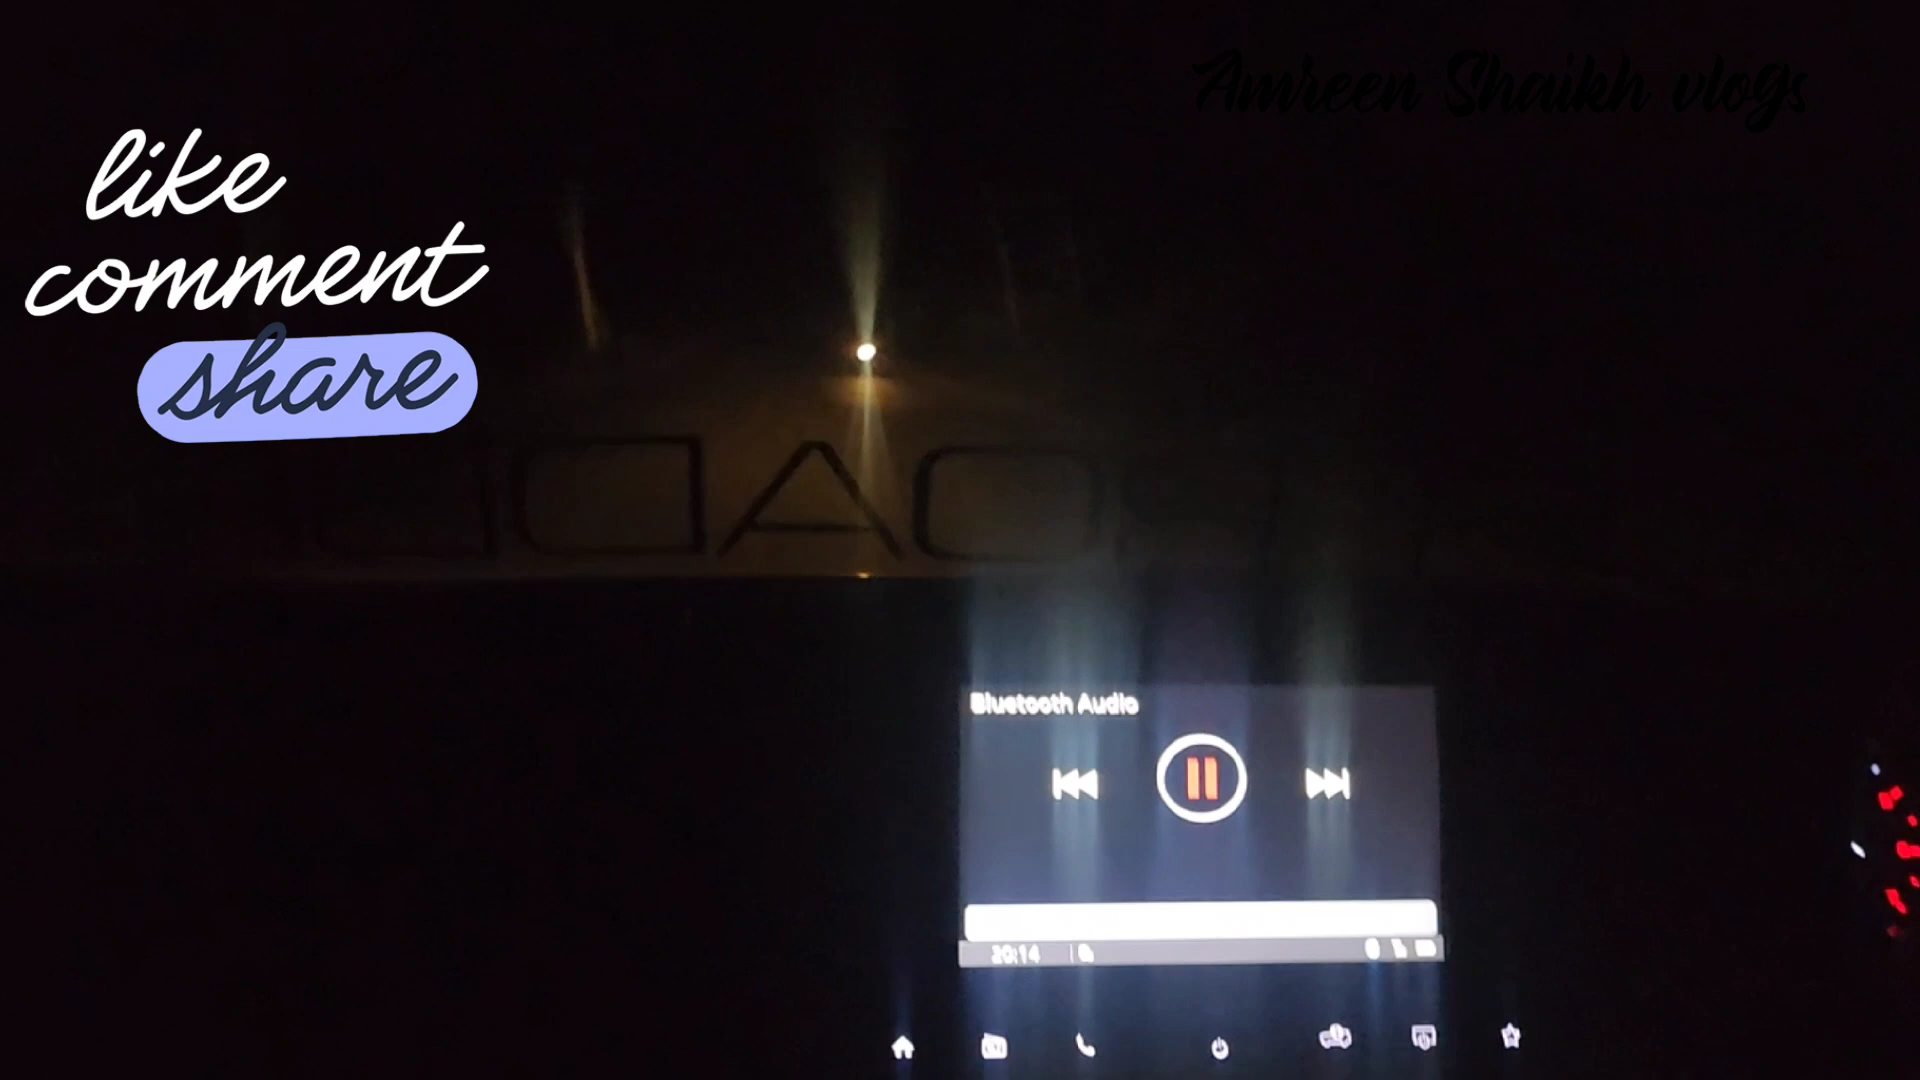 Amreen Shaikh vlogs
like
comment
share
Bluetooth Audio
20:14